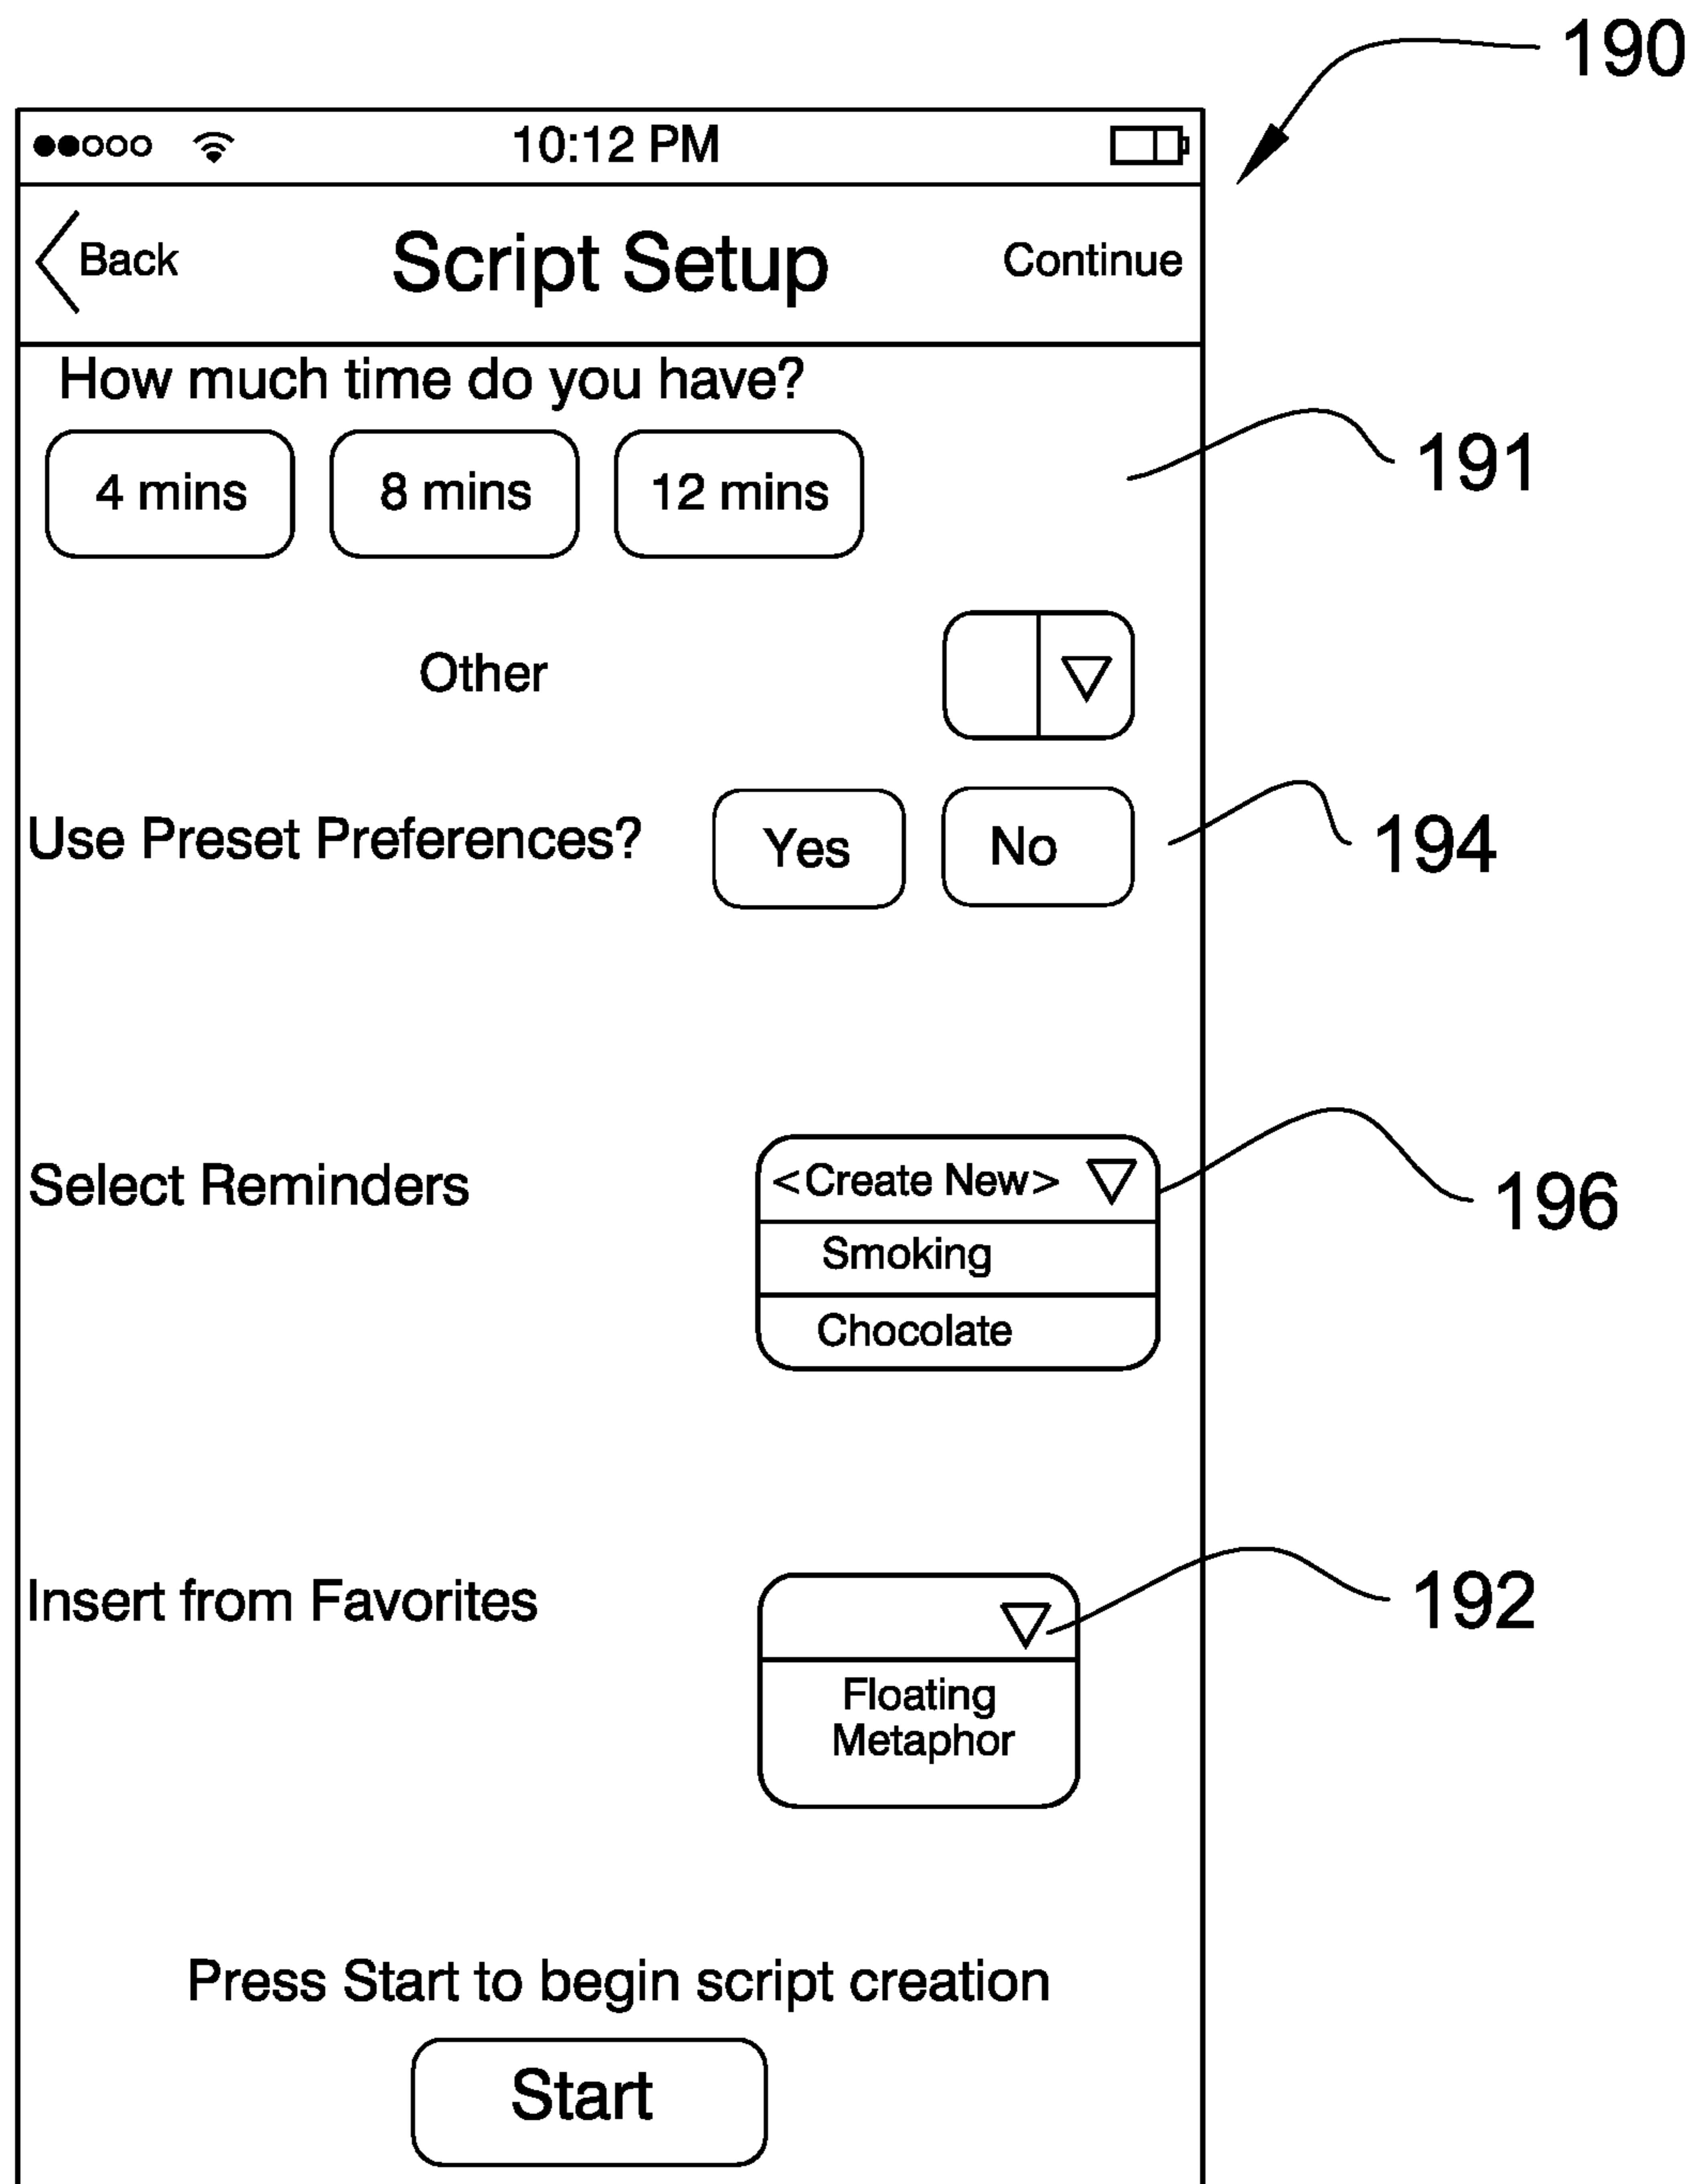 190
10:12 PM
Back Script Setup Continue
How much time do you have?
4 mins 8 mins 12 mins 191
Other
Use Preset Preferences? Yes No 194
Select Reminders <Create New> 196
Smoking
Chocolate
Insert from Favorites 192
Floating
Metaphor
Press Start to begin script creation
Start